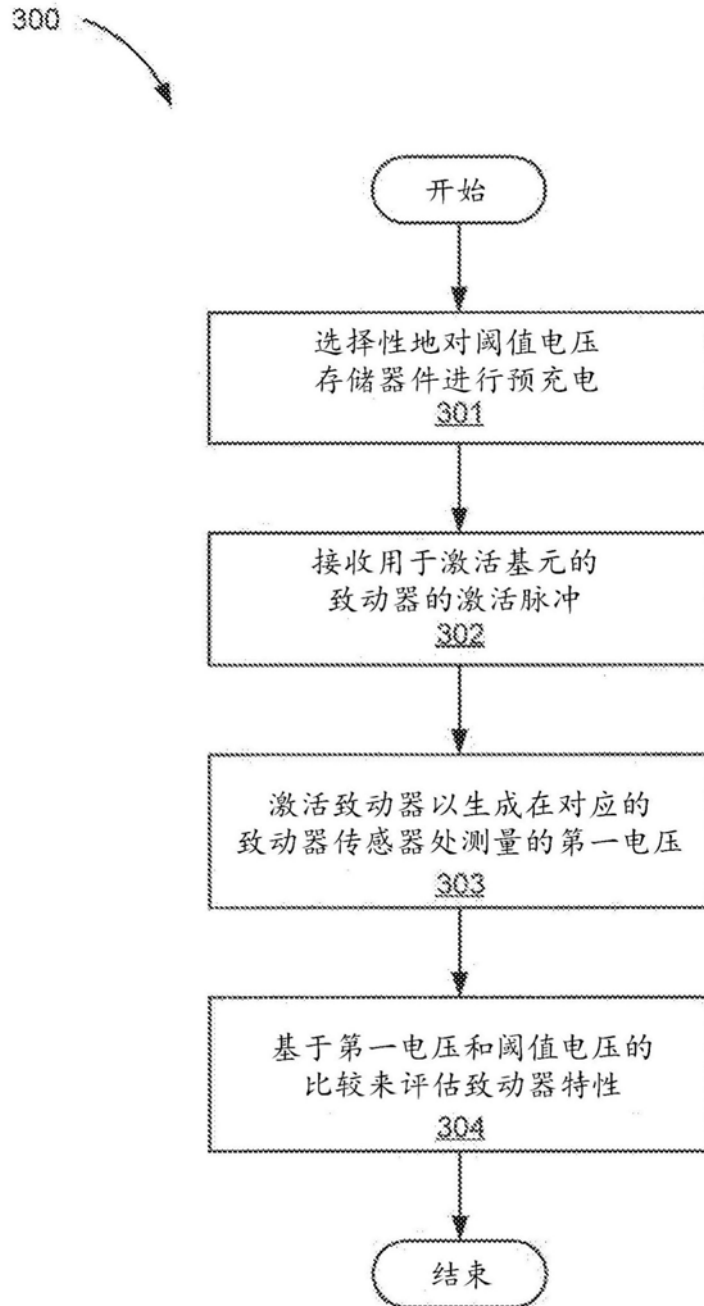 300
开始
选择性地对阈值电压
存储器件进行预充电
301
接收用于激活基元的
致动器的激活脉冲
302
激活致动器以生成在对应的
致动器传感器处测量的第一电压
303
基于第一电压和阈值电压的
比较来评估致动器特性
304
结束